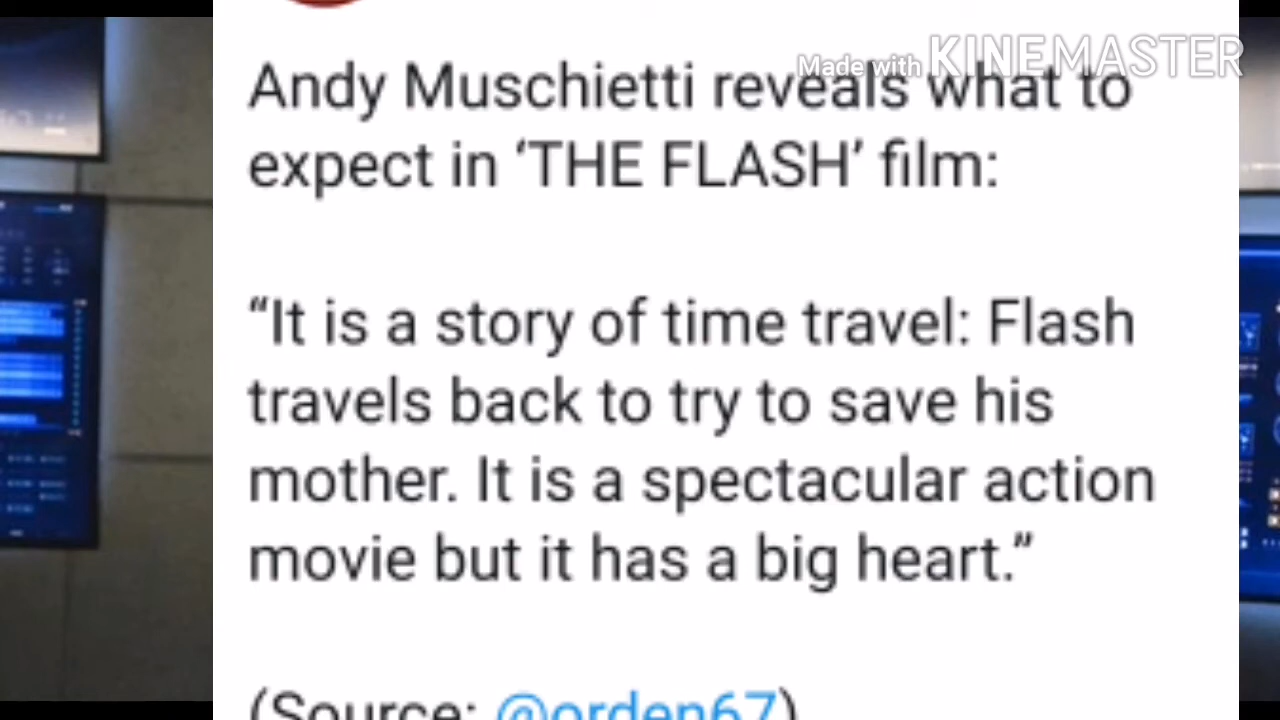 Made with KINEMASTER
Andy Muschietti reveals what to
expect in ‘THE FLASH’ film:
“It is a story of time travel: Flash
travels back to try to save his
mother. It is a spectacular action
movie but it has a big heart.”
(Source: @orden67)